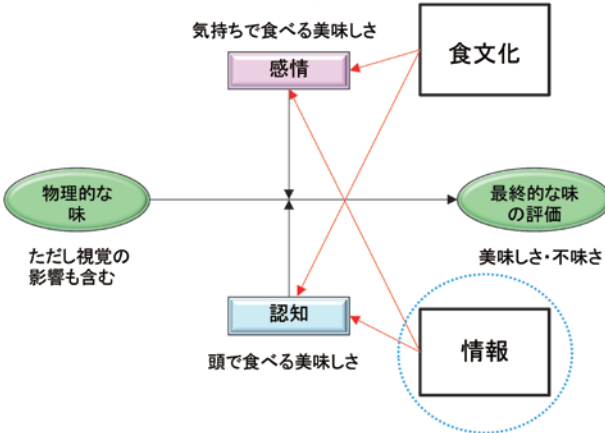 気持ちで食べる美味しさ
感情
食文化
物理的な
味
最終的な味
の評価
ただし視覚の
影響も含む
美味しさ・不味さ
認知
頭で食べる美味しさ
情報